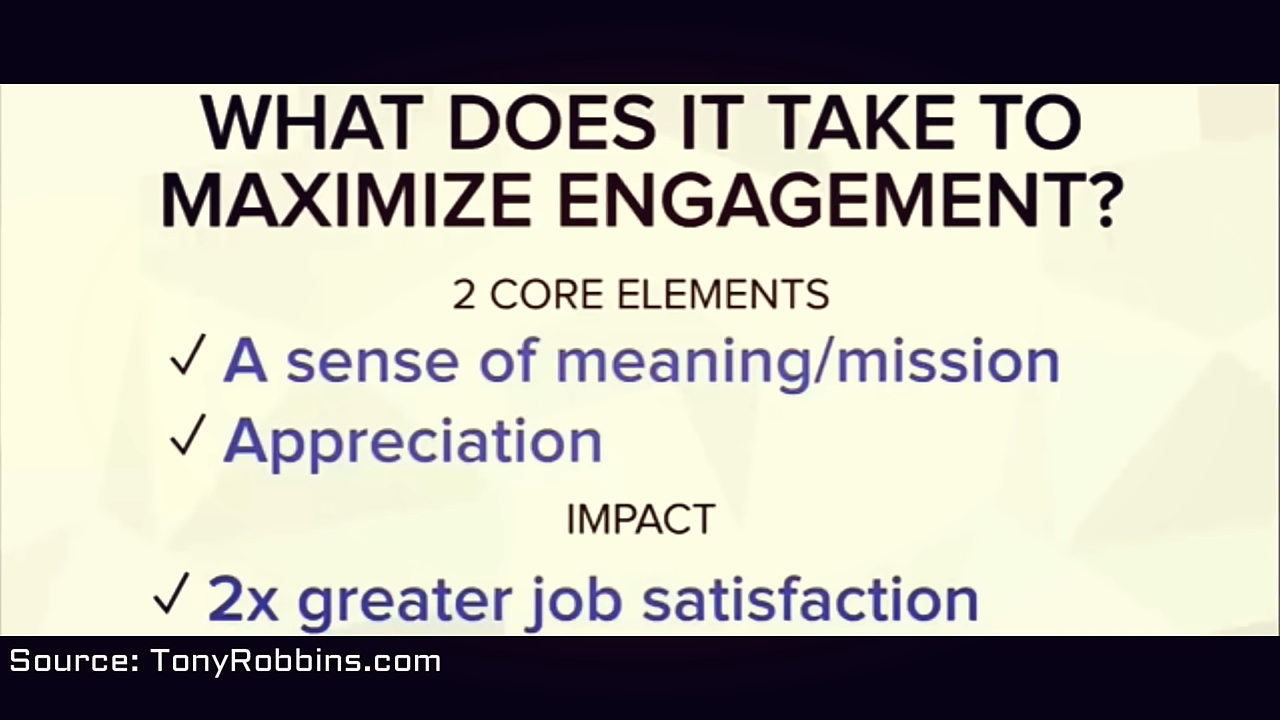 WHAT DOES IT TAKE TO
MAXIMIZE ENGAGEMENT?
2 CORE ELEMENTS
✓ A sense of meaning/mission
✓ Appreciation
IMPACT
✓ 2x greater job satisfaction
Source: TonyRobbins.com